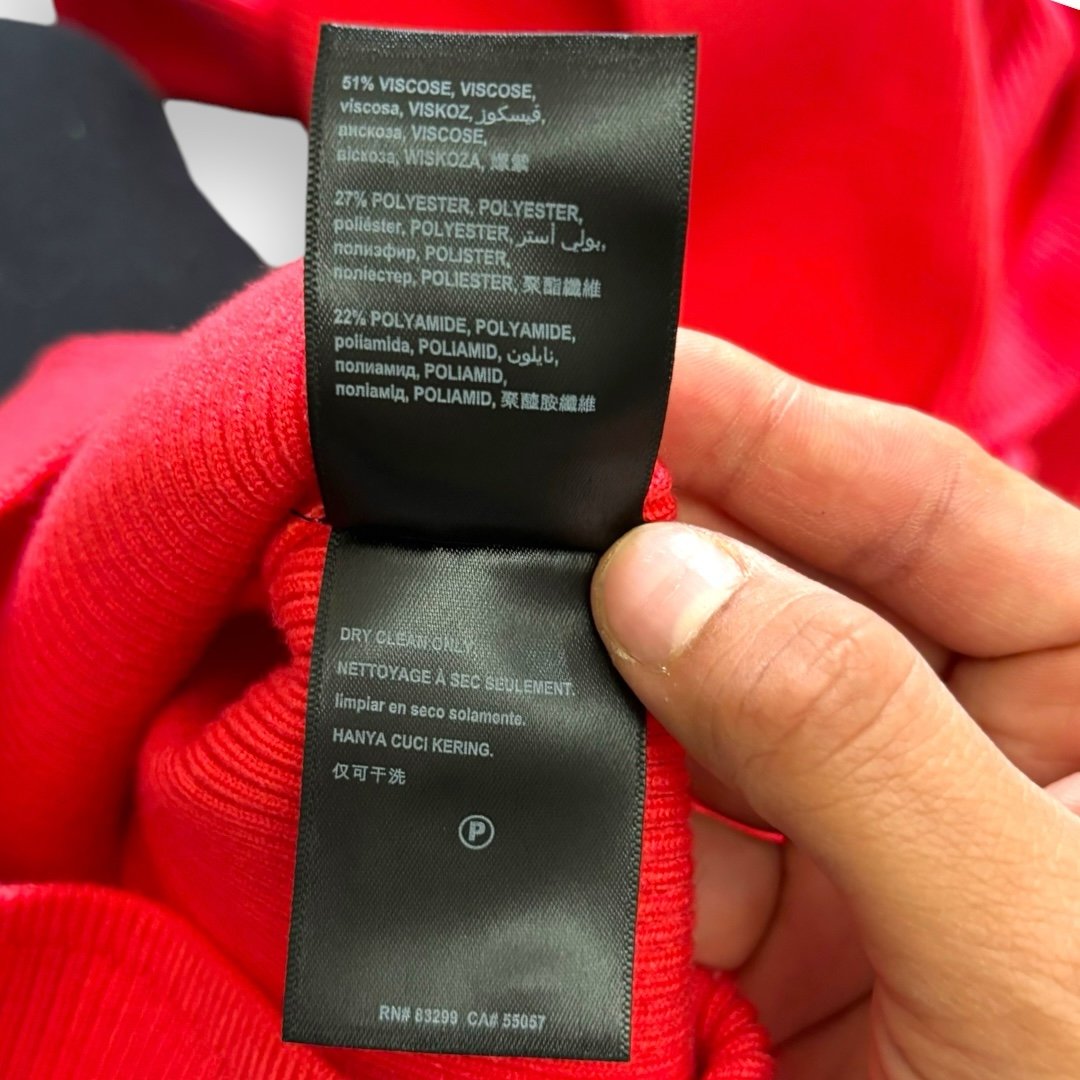 51% VISCOSE, VISCOSE,
viscosa, VISKOZ, ڤيسكوز,
вискоза, VISCOSE,
віскоза, WISKOZA,
27% POLYESTER, POLYESTER,
poliéster, POLYESTER, بولي أستر,
полиэфир, POLISTER,
поліестер, POLIESTER, 聚酯纖維
22% POLYAMIDE, POLYAMIDE,
poliamida, POLIAMID, نايلون,
полиамид, POLIAMID,
поліамід, POLIAMID, 聚醯胺纖維
DRY CLEAN ONLY.
NETTOYAGE À SEC SEULEMENT.
limpiar en seco solamente.
HANYA CUCI KERING.
仅可干洗
P
RN# 83299 CA# 55057